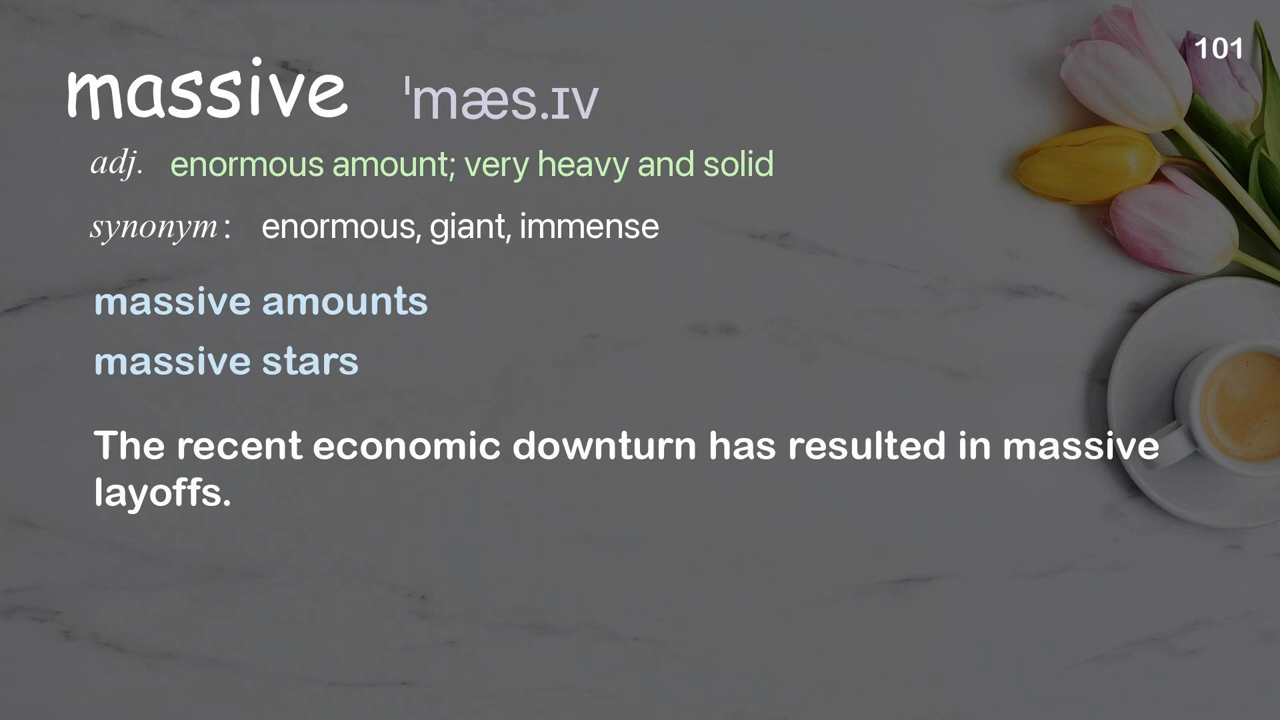 101
massive ˈmæs.ɪv
adj. enormous amount; very heavy and solid
synonym: enormous, giant, immense
massive amounts
massive stars
The recent economic downturn has resulted in massive
layoffs.